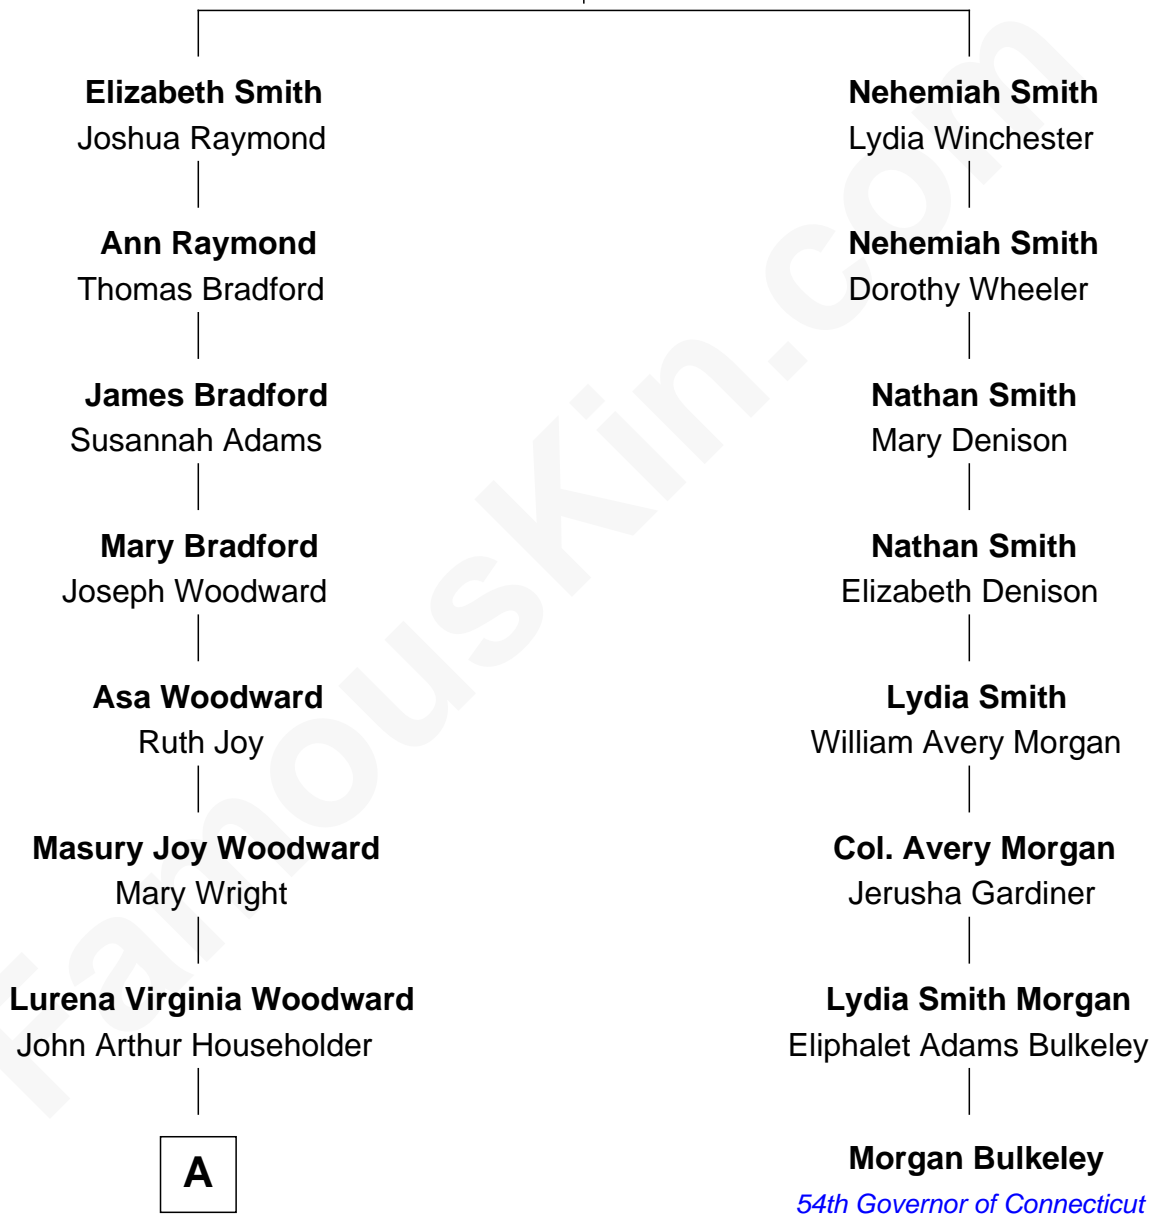 Elizabeth Smith
Joshua Raymond
Ann Raymond
Thomas Bradford
James Bradford
Susannah Adams
Mary Bradford
Joseph Woodward
Asa Woodward
Ruth Joy
Masury Joy Woodward
Mary Wright
Lurena Virginia Woodward
John Arthur Householder
A
Nehemiah Smith
Lydia Winchester
Nehemiah Smith
Dorothy Wheeler
Nathan Smith
Mary Denison
Nathan Smith
Elizabeth Denison
Lydia Smith
William Avery Morgan
Col. Avery Morgan
Jerusha Gardiner
Lydia Smith Morgan
Eliphalet Adams Bulkeley
Morgan Bulkeley
54th Governor of Connecticut
FamousKin.com